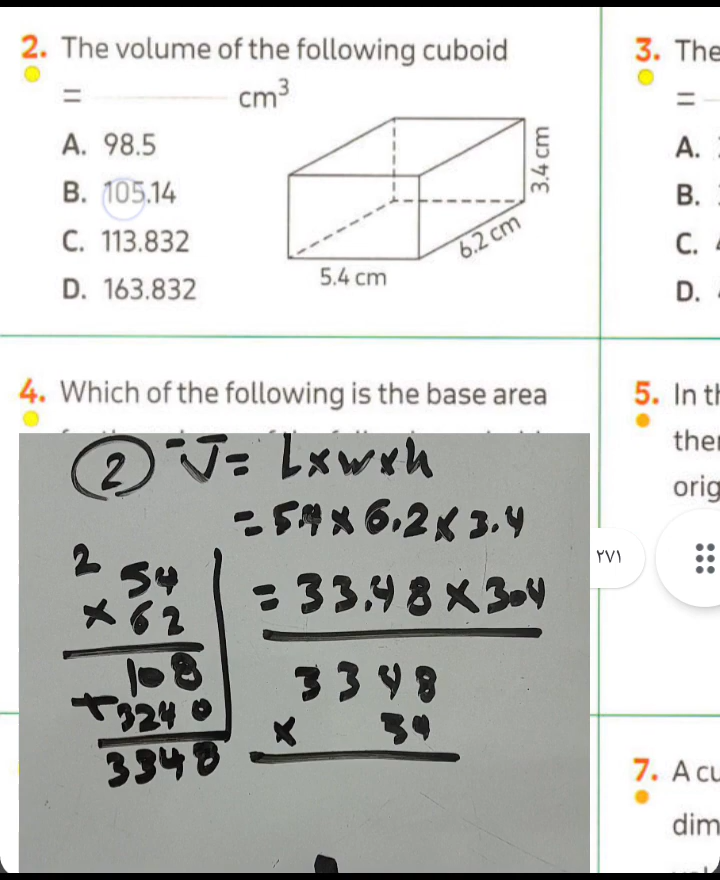 2. The volume of the following cuboid
= ________ cm³
A. 98.5
B. 105.14
C. 113.832
D. 163.832
3.4 cm
6.2 cm
5.4 cm
3. The
=
A.
B.
C.
D.
4. Which of the following is the base area
5. In th
then
orig
② V = L×w×h
= 5.4 × 6.2 × 3.4
= 33.48 × 3.4
2
54
× 62
108
+ 3240
3348
3348
× 34
٢٧١
7. A cu
dim